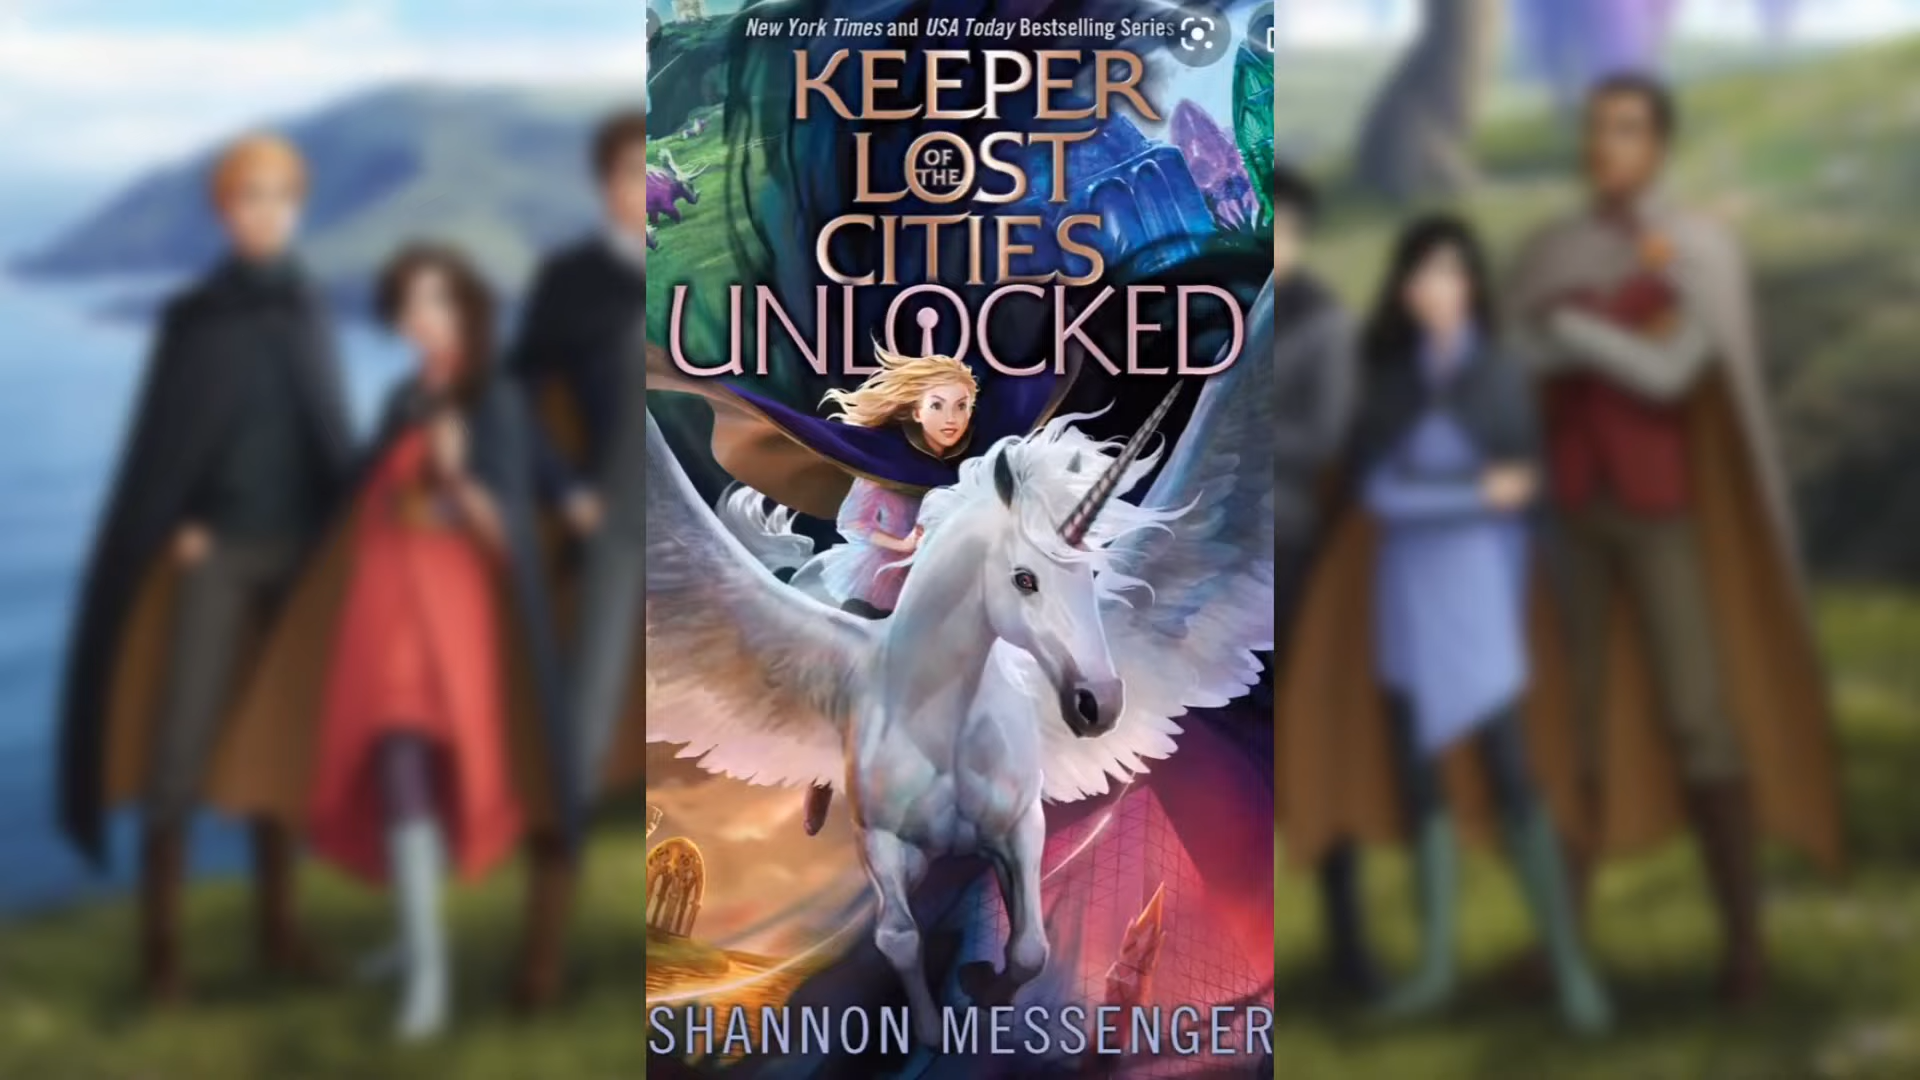 New York Times and USA Today Bestselling Series
KEEPER
OF THE
LOST
CITIES
UNLOCKED
SHANNON MESSENGER